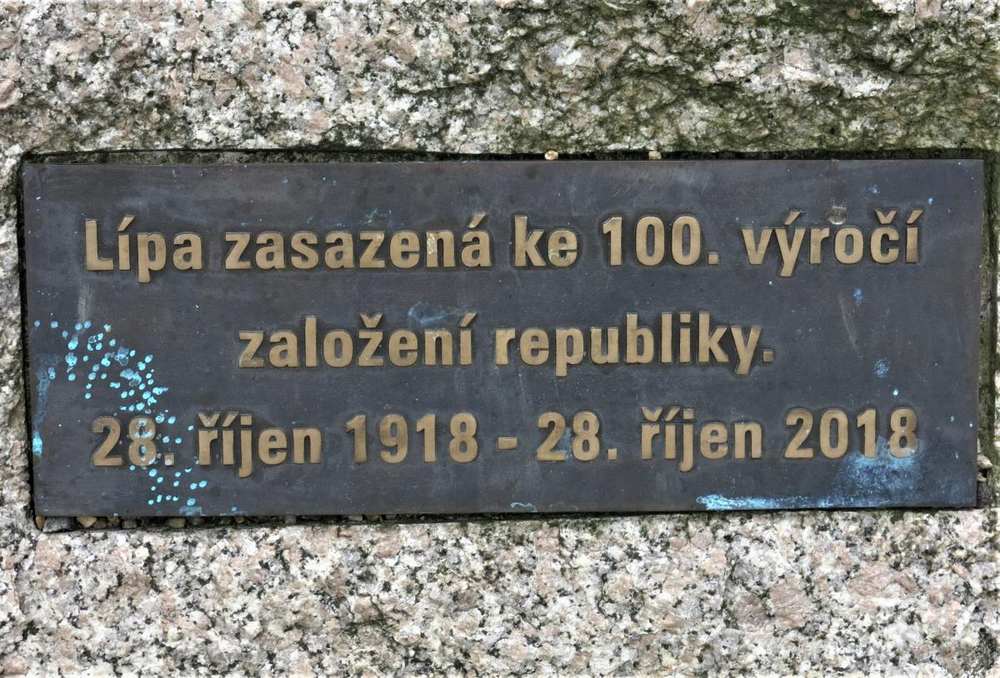 Lípa zasazená ke 100. výročí
založení republiky.
28. říjen 1918 - 28. říjen 2018